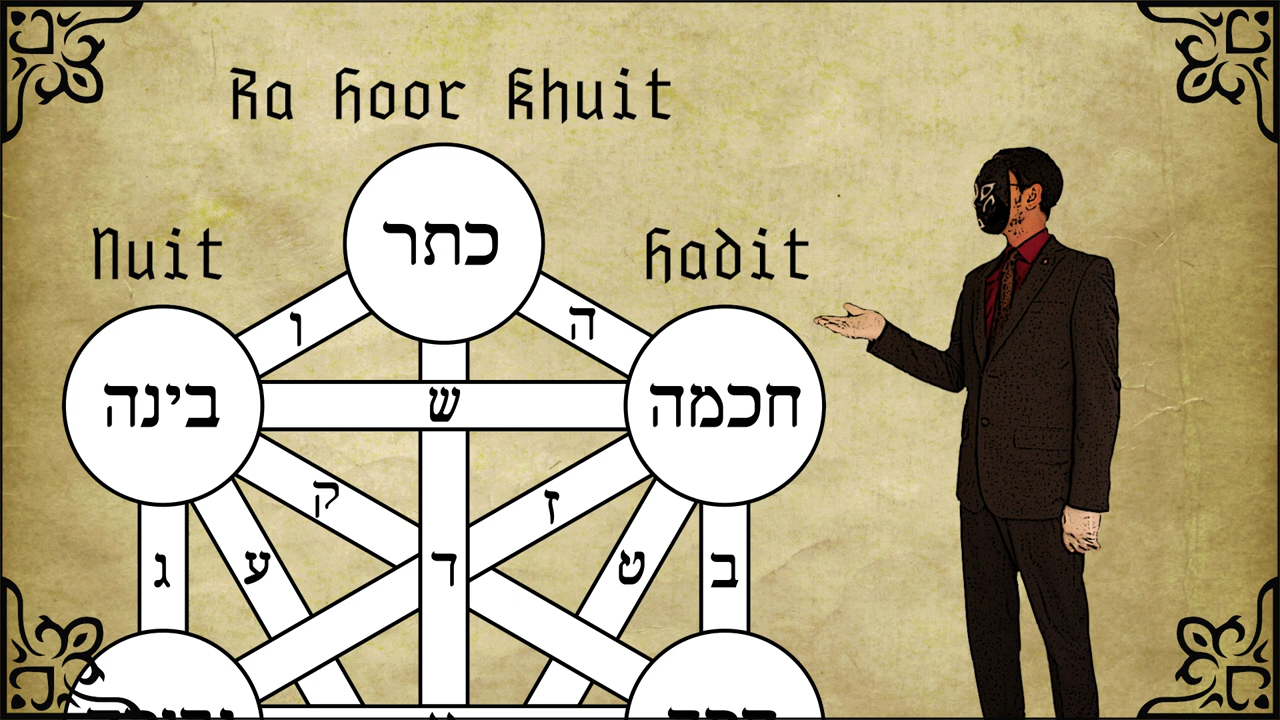 Ra Hoor Khuit
כתר
Nuit
Hadit
ו
ה
בינה
ש
חכמה
ק
ז
ג
ע
ד
ט
ב